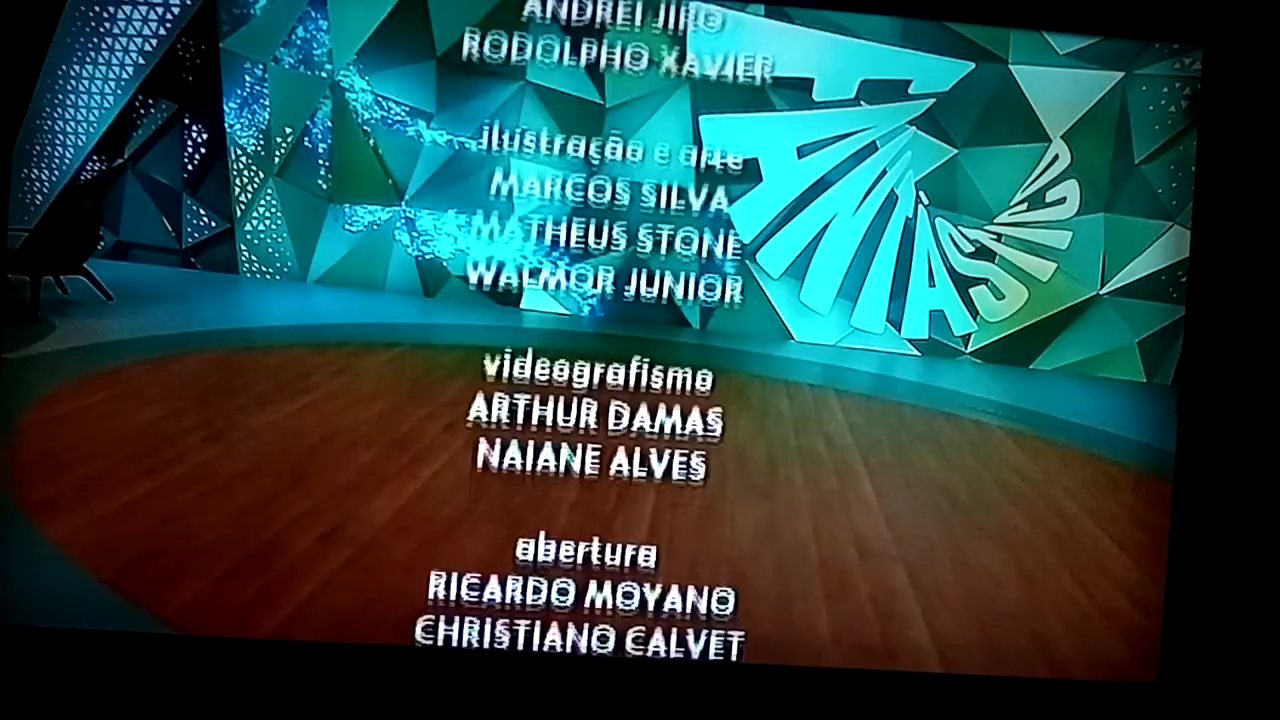 ANDREI JIRO
RODOLPHO XAVIER
ilustração e arte
MARCOS SILVA
MATHEUS STONE
WALMOR JUNIOR
videografismo
ARTHUR DAMAS
NAIANE ALVES
abertura
RICARDO MOYANO
CHRISTIANO CALVET
FANTÁSTICO